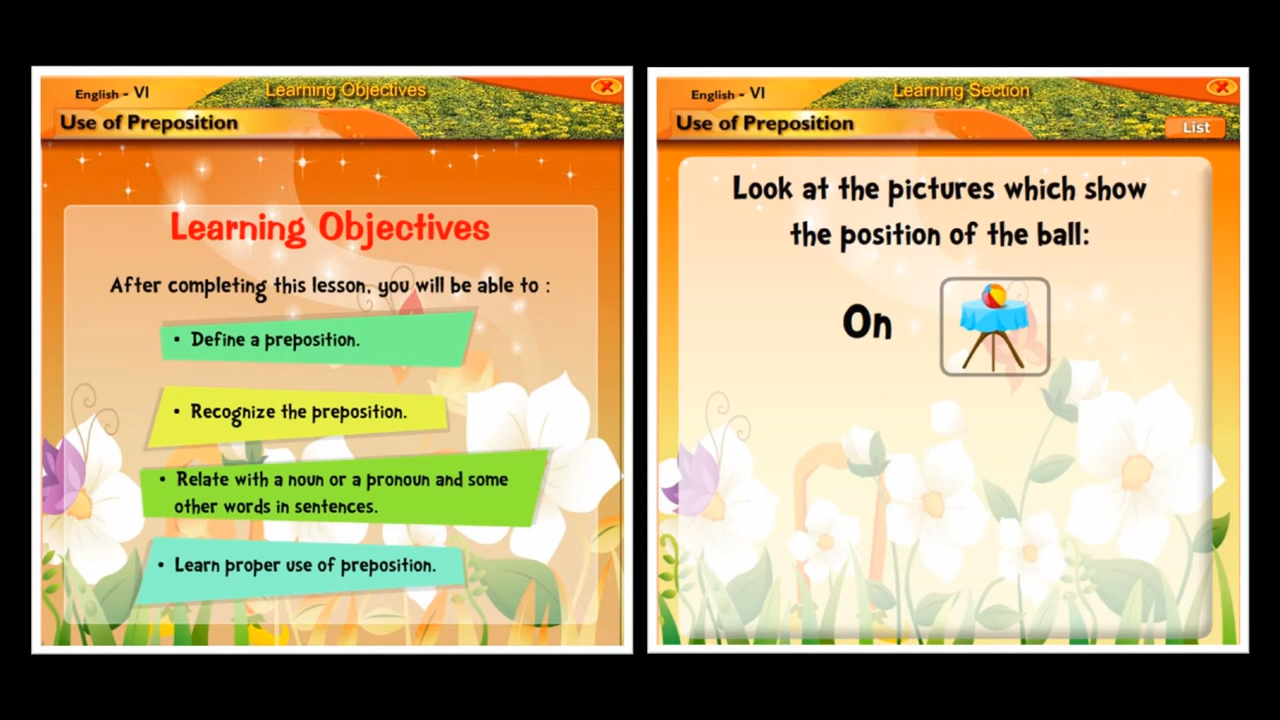 English - VI
Learning Objectives
Use of Preposition
Learning Objectives
After completing this lesson, you will be able to :
• Define a preposition.
• Recognize the preposition.
• Relate with a noun or a pronoun and some
other words in sentences.
• Learn proper use of preposition.
English - VI
Learning Section
Use of Preposition
List
Look at the pictures which show
the position of the ball:
On